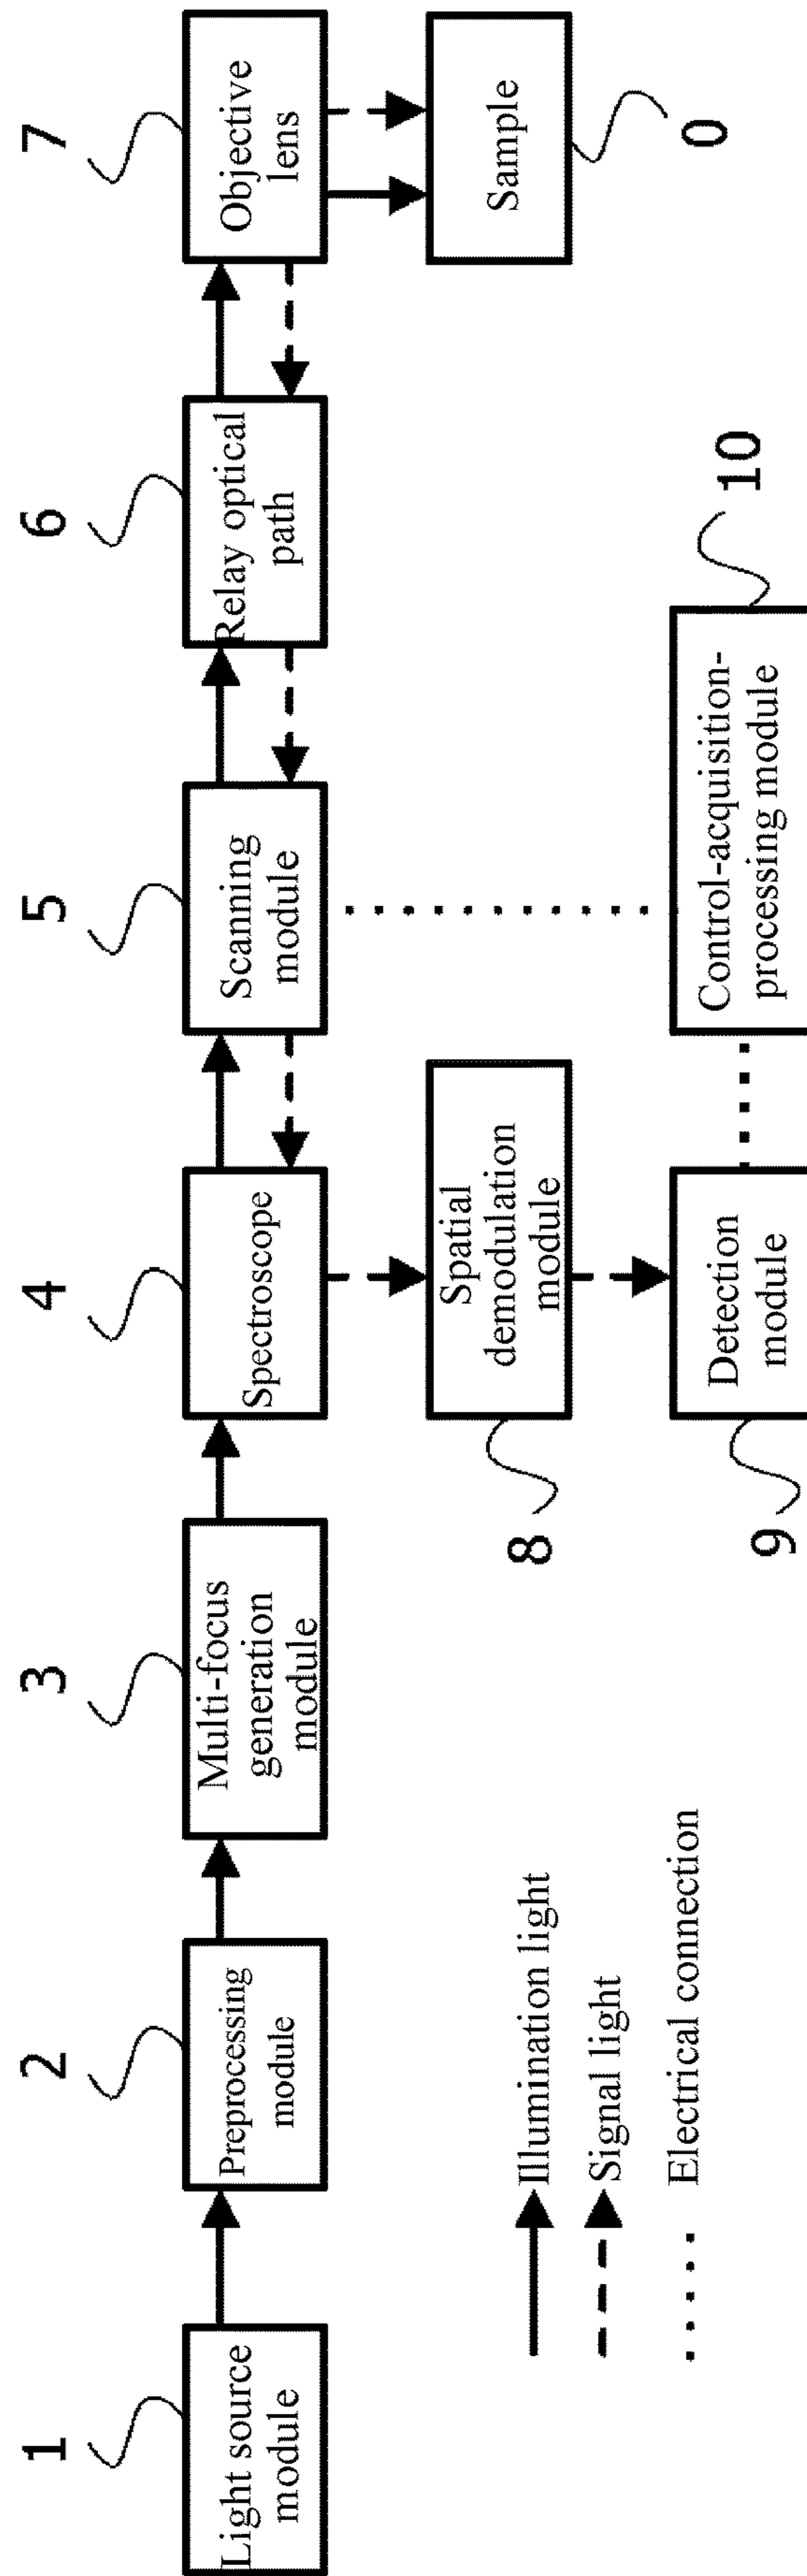 1
2
3
4
5
6
7
Light source
module
Preprocessing
module
Multi-focus
generation
module
Spectroscope
Scanning
module
Relay optical
path
Objective
lens
Spatial
demodulation
module
8
Sample
0
Detection
module
9
Control-acquisition-
processing module
10
Illumination light
Signal light
Electrical connection